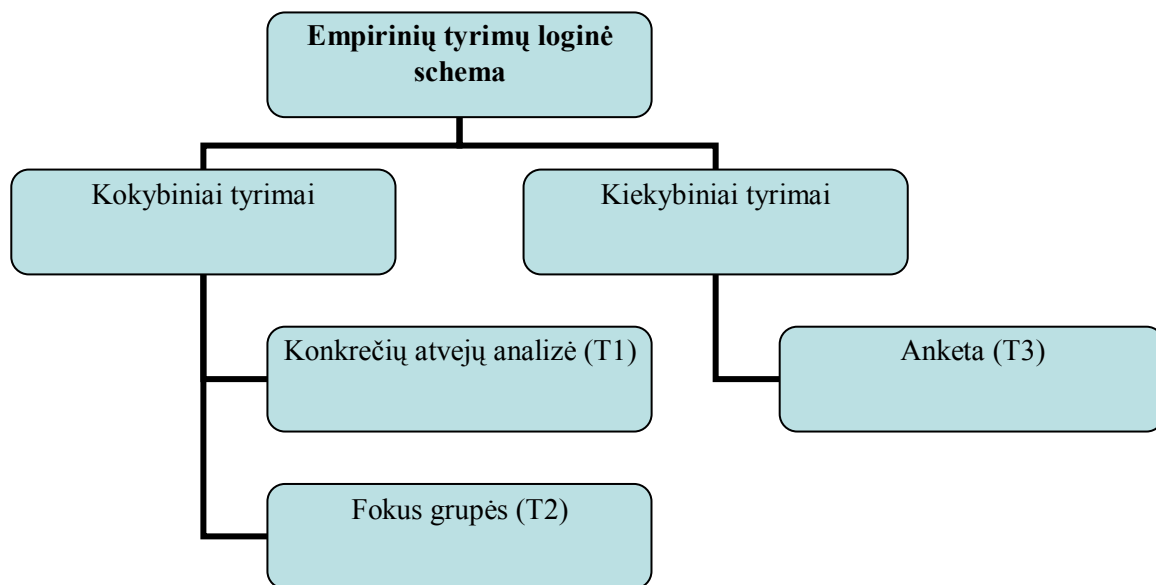 Empirinių tyrimų loginė
schema
Kokybiniai tyrimai
Kiekybiniai tyrimai
Konkrečių atvejų analizė (T1)
Anketa (T3)
Fokus grupės (T2)